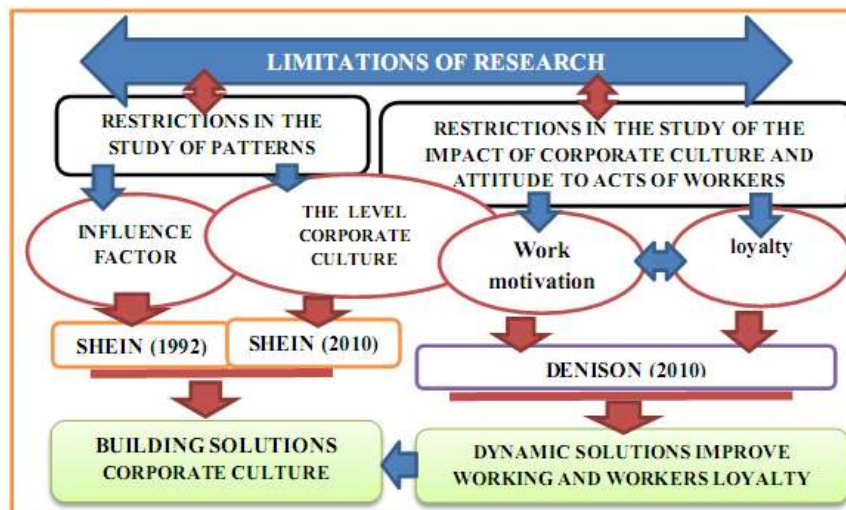 LIMITATIONS OF RESEARCH
RESTRICTIONS IN THE
STUDY OF PATTERNS
RESTRICTIONS IN THE STUDY OF THE
IMPACT OF CORPORATE CULTURE AND
ATTITUDE TO ACTS OF WORKERS
INFLUENCE
FACTOR
THE LEVEL
CORPORATE
CULTURE
Work
motivation
loyalty
SHEIN (1992)
SHEIN (2010)
DENISON (2010)
BUILDING SOLUTIONS
CORPORATE CULTURE
DYNAMIC SOLUTIONS IMPROVE
WORKING AND WORKERS LOYALTY